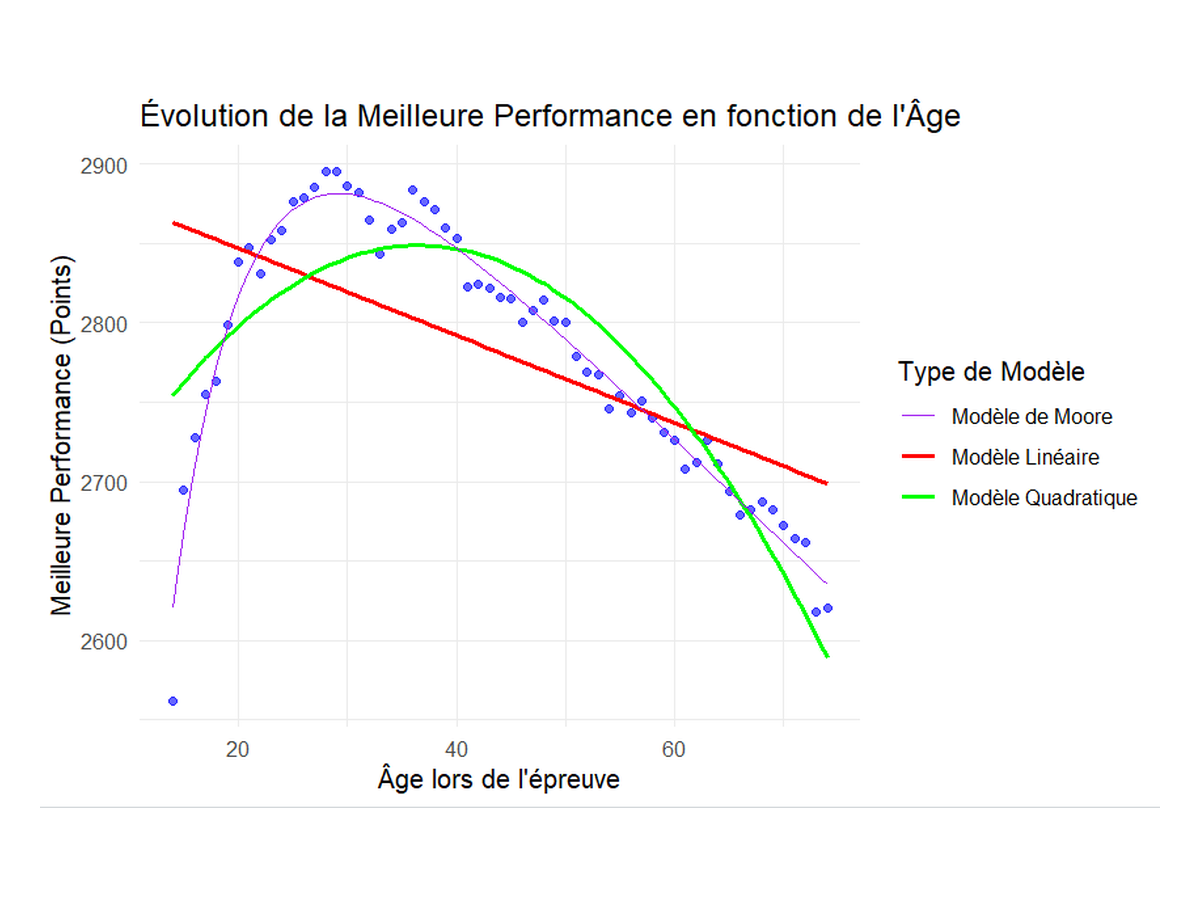 Évolution de la Meilleure Performance en fonction de l'Âge
Meilleure Performance (Points)
2900
2800
2700
2600
20 40 60
Âge lors de l'épreuve
Type de Modèle
Modèle de Moore
Modèle Linéaire
Modèle Quadratique